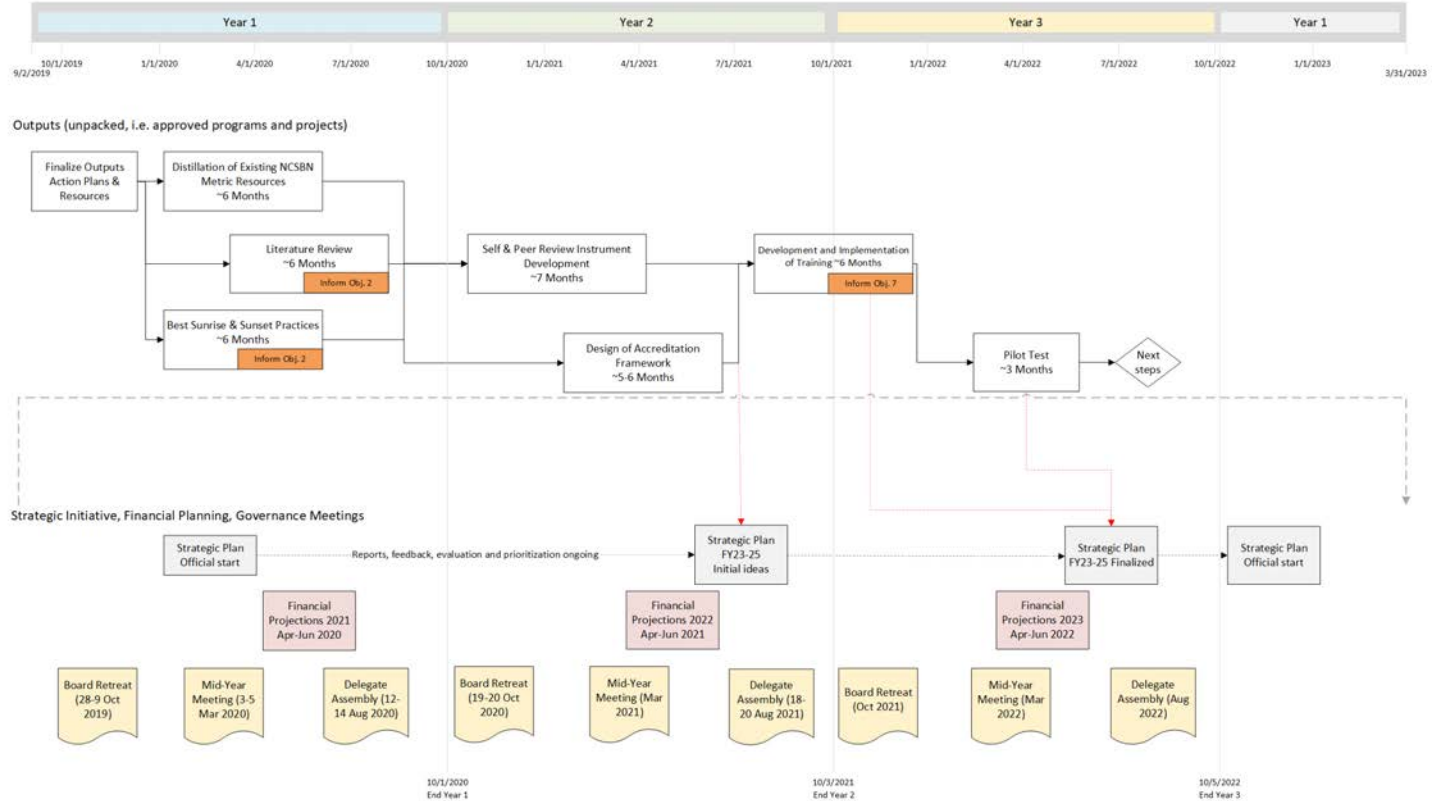 Year 1
Year 2
Year 3
Year 1
9/2/2019
10/1/2019
1/1/2020
4/1/2020
7/1/2020
10/1/2020
1/1/2021
4/1/2021
7/1/2021
10/1/2021
1/1/2022
4/1/2022
7/1/2022
10/1/2022
1/1/2023
3/31/2023
Outputs (unpacked, i.e. approved programs and projects)
Finalize Outputs
Action Plans &
Resources
Distillation of Existing NCSBN
Metric Resources
~6 Months
Literature Review
~6 Months
Inform Obj. 2
Best Sunrise & Sunset Practices
~6 Months
Inform Obj. 2
Self & Peer Review Instrument
Development
~7 Months
Design of Accreditation
Framework
~5-6 Months
Development and Implementation
of Training ~6 Months
Inform Obj. 7
Pilot Test
~3 Months
Next
steps
Strategic Initiative, Financial Planning, Governance Meetings
Strategic Plan
Official start
Reports, feedback, evaluation and prioritization ongoing
Strategic Plan
FY23-25
Initial ideas
Strategic Plan
FY23-25 Finalized
Strategic Plan
Official start
Financial
Projections 2021
Apr-Jun 2020
Financial
Projections 2022
Apr-Jun 2021
Financial
Projections 2023
Apr-Jun 2022
Board Retreat
(28-9 Oct
2019)
Mid-Year
Meeting (3-5
Mar 2020)
Delegate
Assembly (12-
14 Aug 2020)
Board Retreat
(19-20 Oct
2020)
Mid-Year
Meeting (Mar
2021)
Delegate
Assembly (18-
20 Aug 2021)
Board Retreat
(Oct 2021)
Mid-Year
Meeting (Mar
2022)
Delegate
Assembly (Aug
2022)
10/1/2020
End Year 1
10/3/2021
End Year 2
10/5/2022
End Year 3